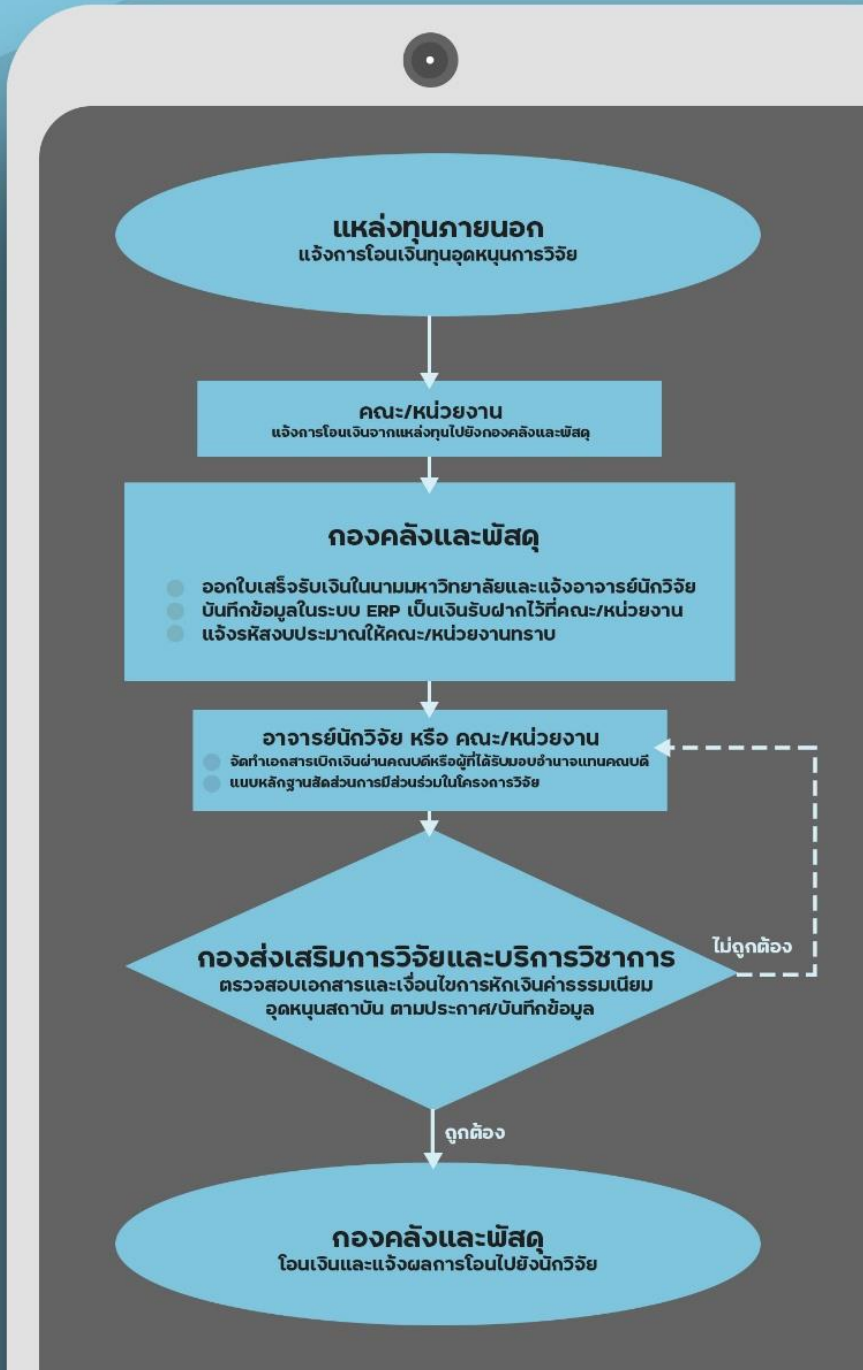 แหล่งทุนภายนอก
แจ้งการโอนเงินทุนอุดหนุนการวิจัย
คณะ/หน่วยงาน
แจ้งการโอนเงินจากแหล่งทุนไปยังกองคลังและพัสดุ
กองคลังและพัสดุ
ออกใบเสร็จรับเงินในนามมหาวิทยาลัยและแจ้งอาจารย์นักวิจัย
บันทึกข้อมูลในระบบ ERP เป็นเงินรับฝากไว้ที่คณะ/หน่วยงาน
แจ้งรหัสงบประมาณให้คณะ/หน่วยงานทราบ
อาจารย์นักวิจัย หรือ คณะ/หน่วยงาน
จัดทำเอกสารเบิกเงินผ่านคณบดีหรือผู้ที่ได้รับมอบอำนาจแทนคณบดี
แนบหลักฐานสัดส่วนการมีส่วนร่วมในโครงการวิจัย
กองส่งเสริมการวิจัยและบริการวิชาการ
ตรวจสอบเอกสารและเงื่อนไขการหักเงินค่าธรรมเนียม
อุดหนุนสถาบัน ตามประกาศ/บันทึกข้อมูล
ไม่ถูกต้อง
ถูกต้อง
กองคลังและพัสดุ
โอนเงินและแจ้งผลการโอนไปยังนักวิจัย